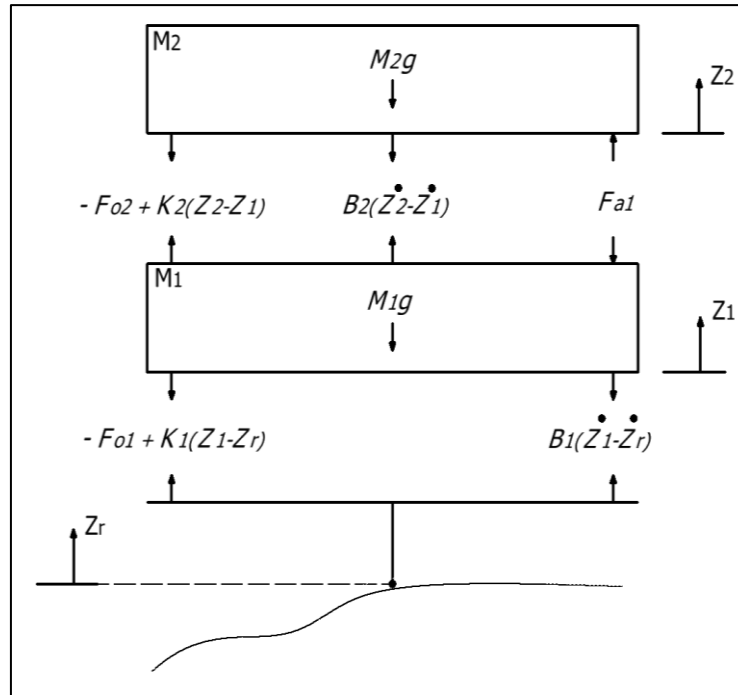 M2
M2g
Z2
- Fo2 + K2(Z2-Z1)
B2(Ż2-Ż1)
Fa1
M1
M1g
Z1
- Fo1 + K1(Z1-Zr)
B1(Ż1-Żr)
Zr